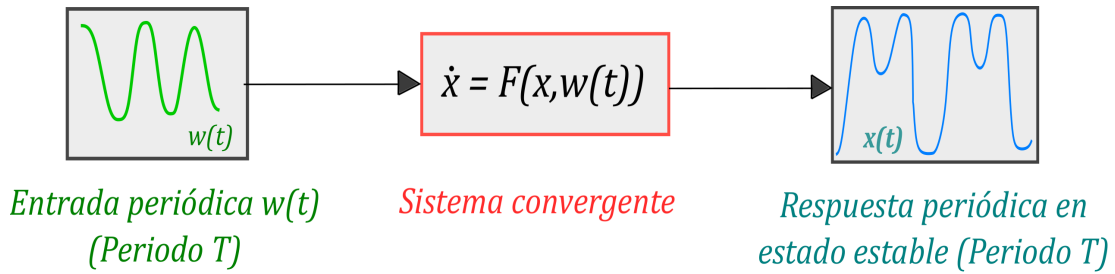 w(t)
ẋ = F(x,w(t))
x(t)
Entrada periódica w(t)
(Periodo T)
Sistema convergente
Respuesta periódica en
estado estable (Periodo T)